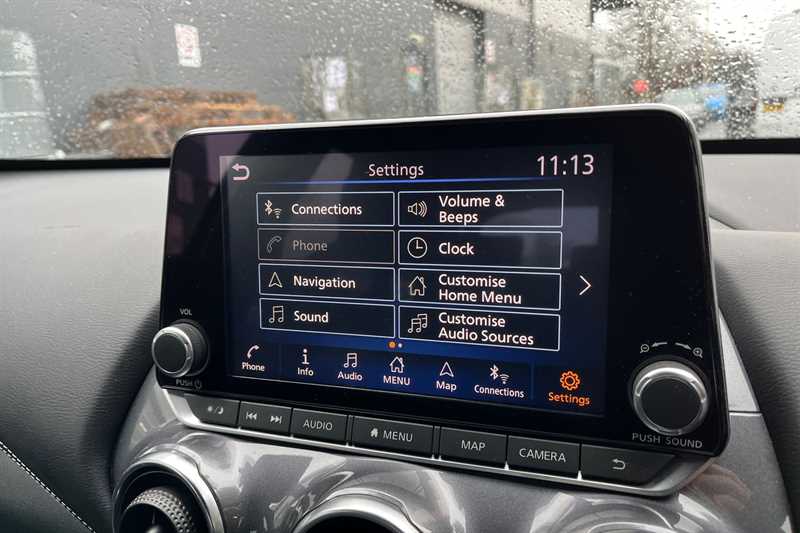 Settings
11:13
Connections
Volume &
Beeps
Phone
Clock
Navigation
Customise
Home Menu
Sound
Customise
Audio Sources
Phone
Info
Audio
MENU
Map
Connections
Settings
VOL
PUSH
PUSH SOUND
AUDIO
MENU
MAP
CAMERA